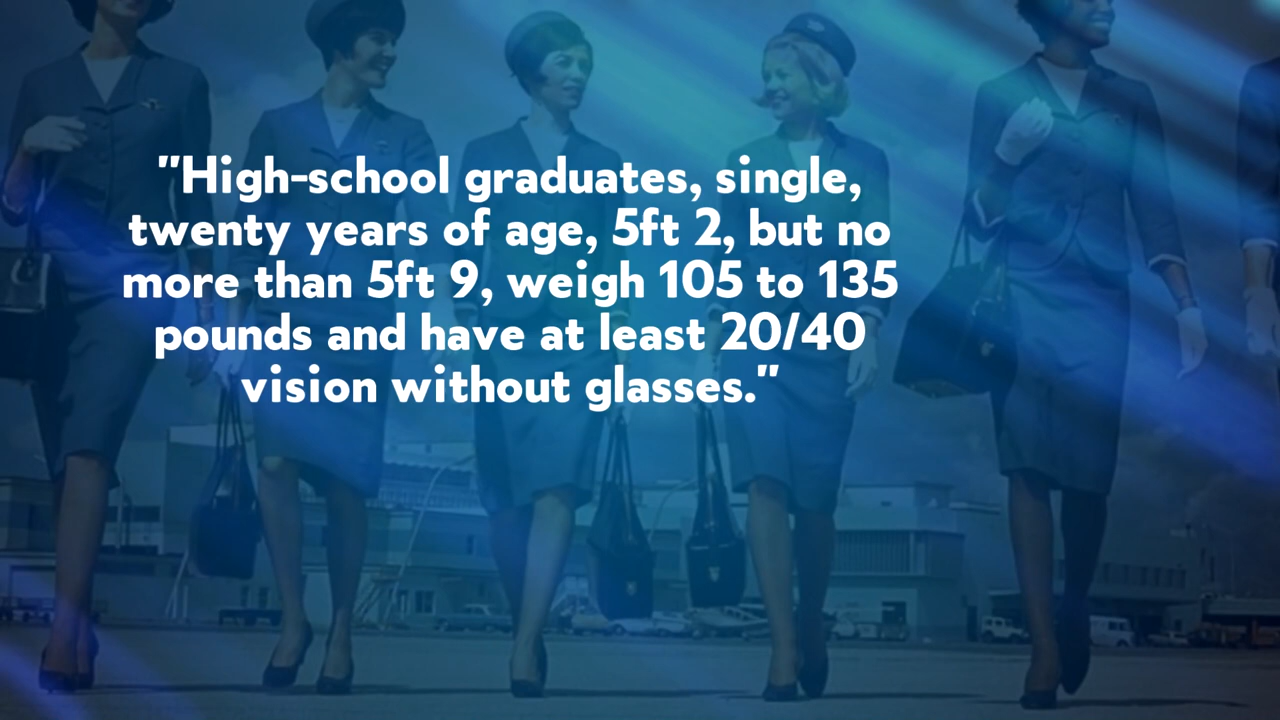 "High-school graduates, single,
twenty years of age, 5ft 2, but no
more than 5ft 9, weigh 105 to 135
pounds and have at least 20/40
vision without glasses."